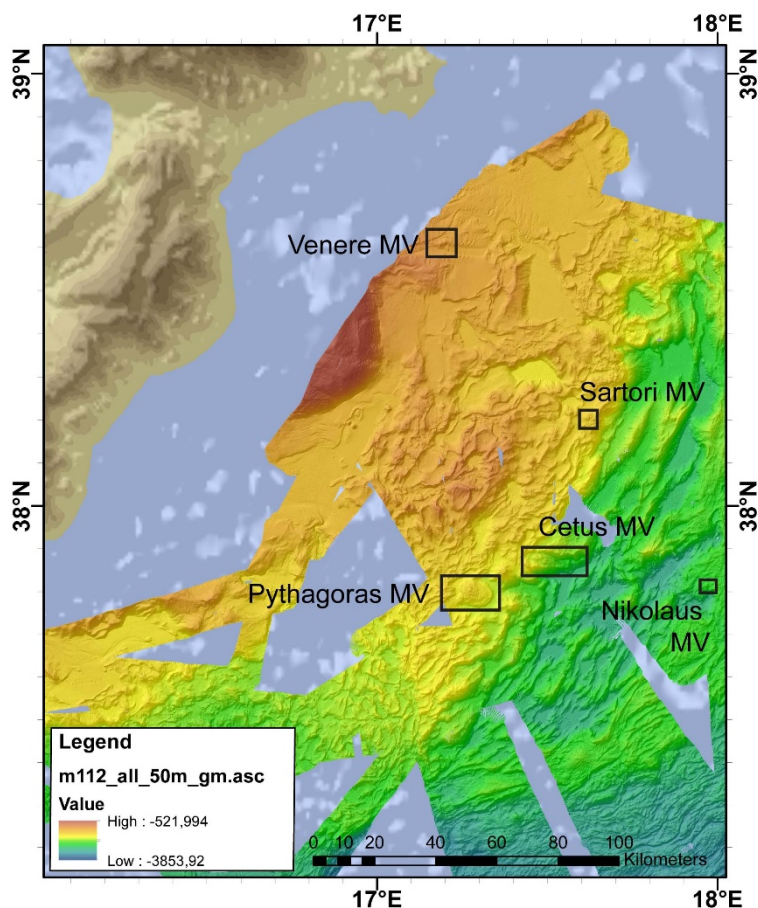 17°E 18°E
39°N 39°N
Venere MV
Sartori MV
38°N 38°N
Cetus MV
Pythagoras MV
Nikolaus
MV
Legend
m112_all_50m_gm.asc
Value
High : -521,994
Low : -3853,92
0 10 20 40 60 80 100
Kilometers
17°E 18°E